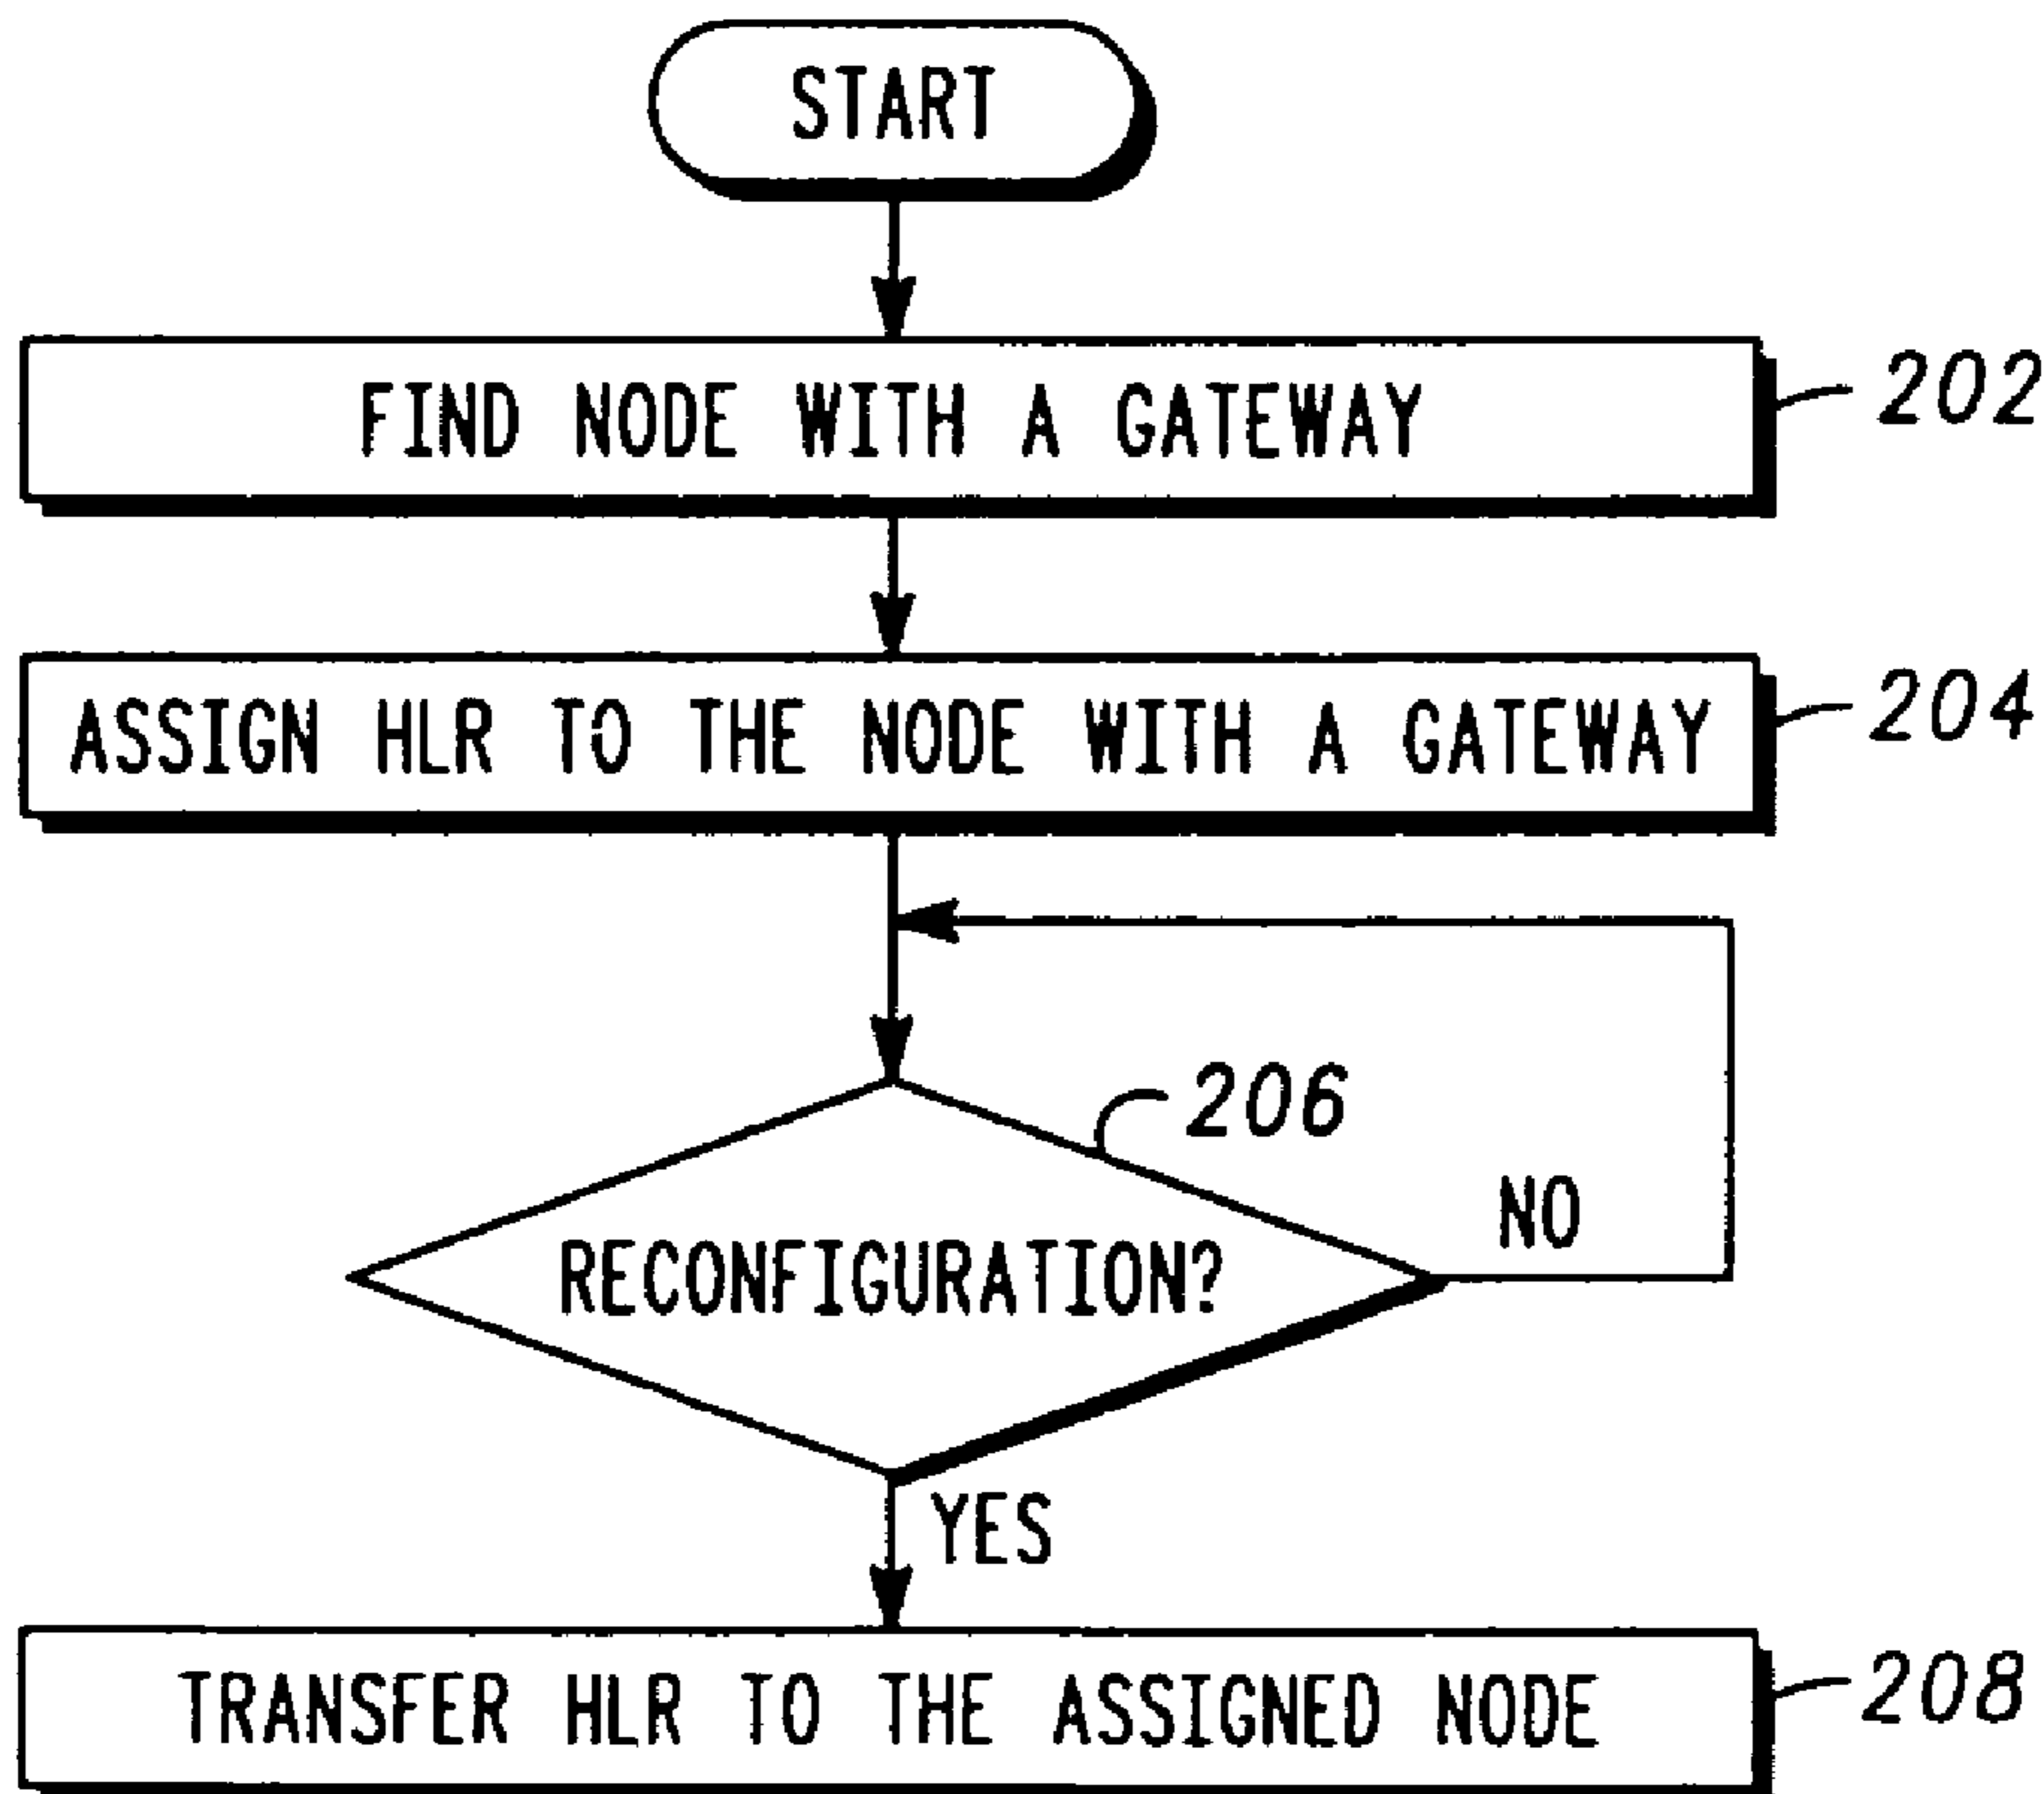 START
FIND NODE WITH A GATEWAY
202
ASSIGN HLR TO THE NODE WITH A GATEWAY
204
206
NO
RECONFIGURATION?
YES
TRANSFER HLR TO THE ASSIGNED NODE
208